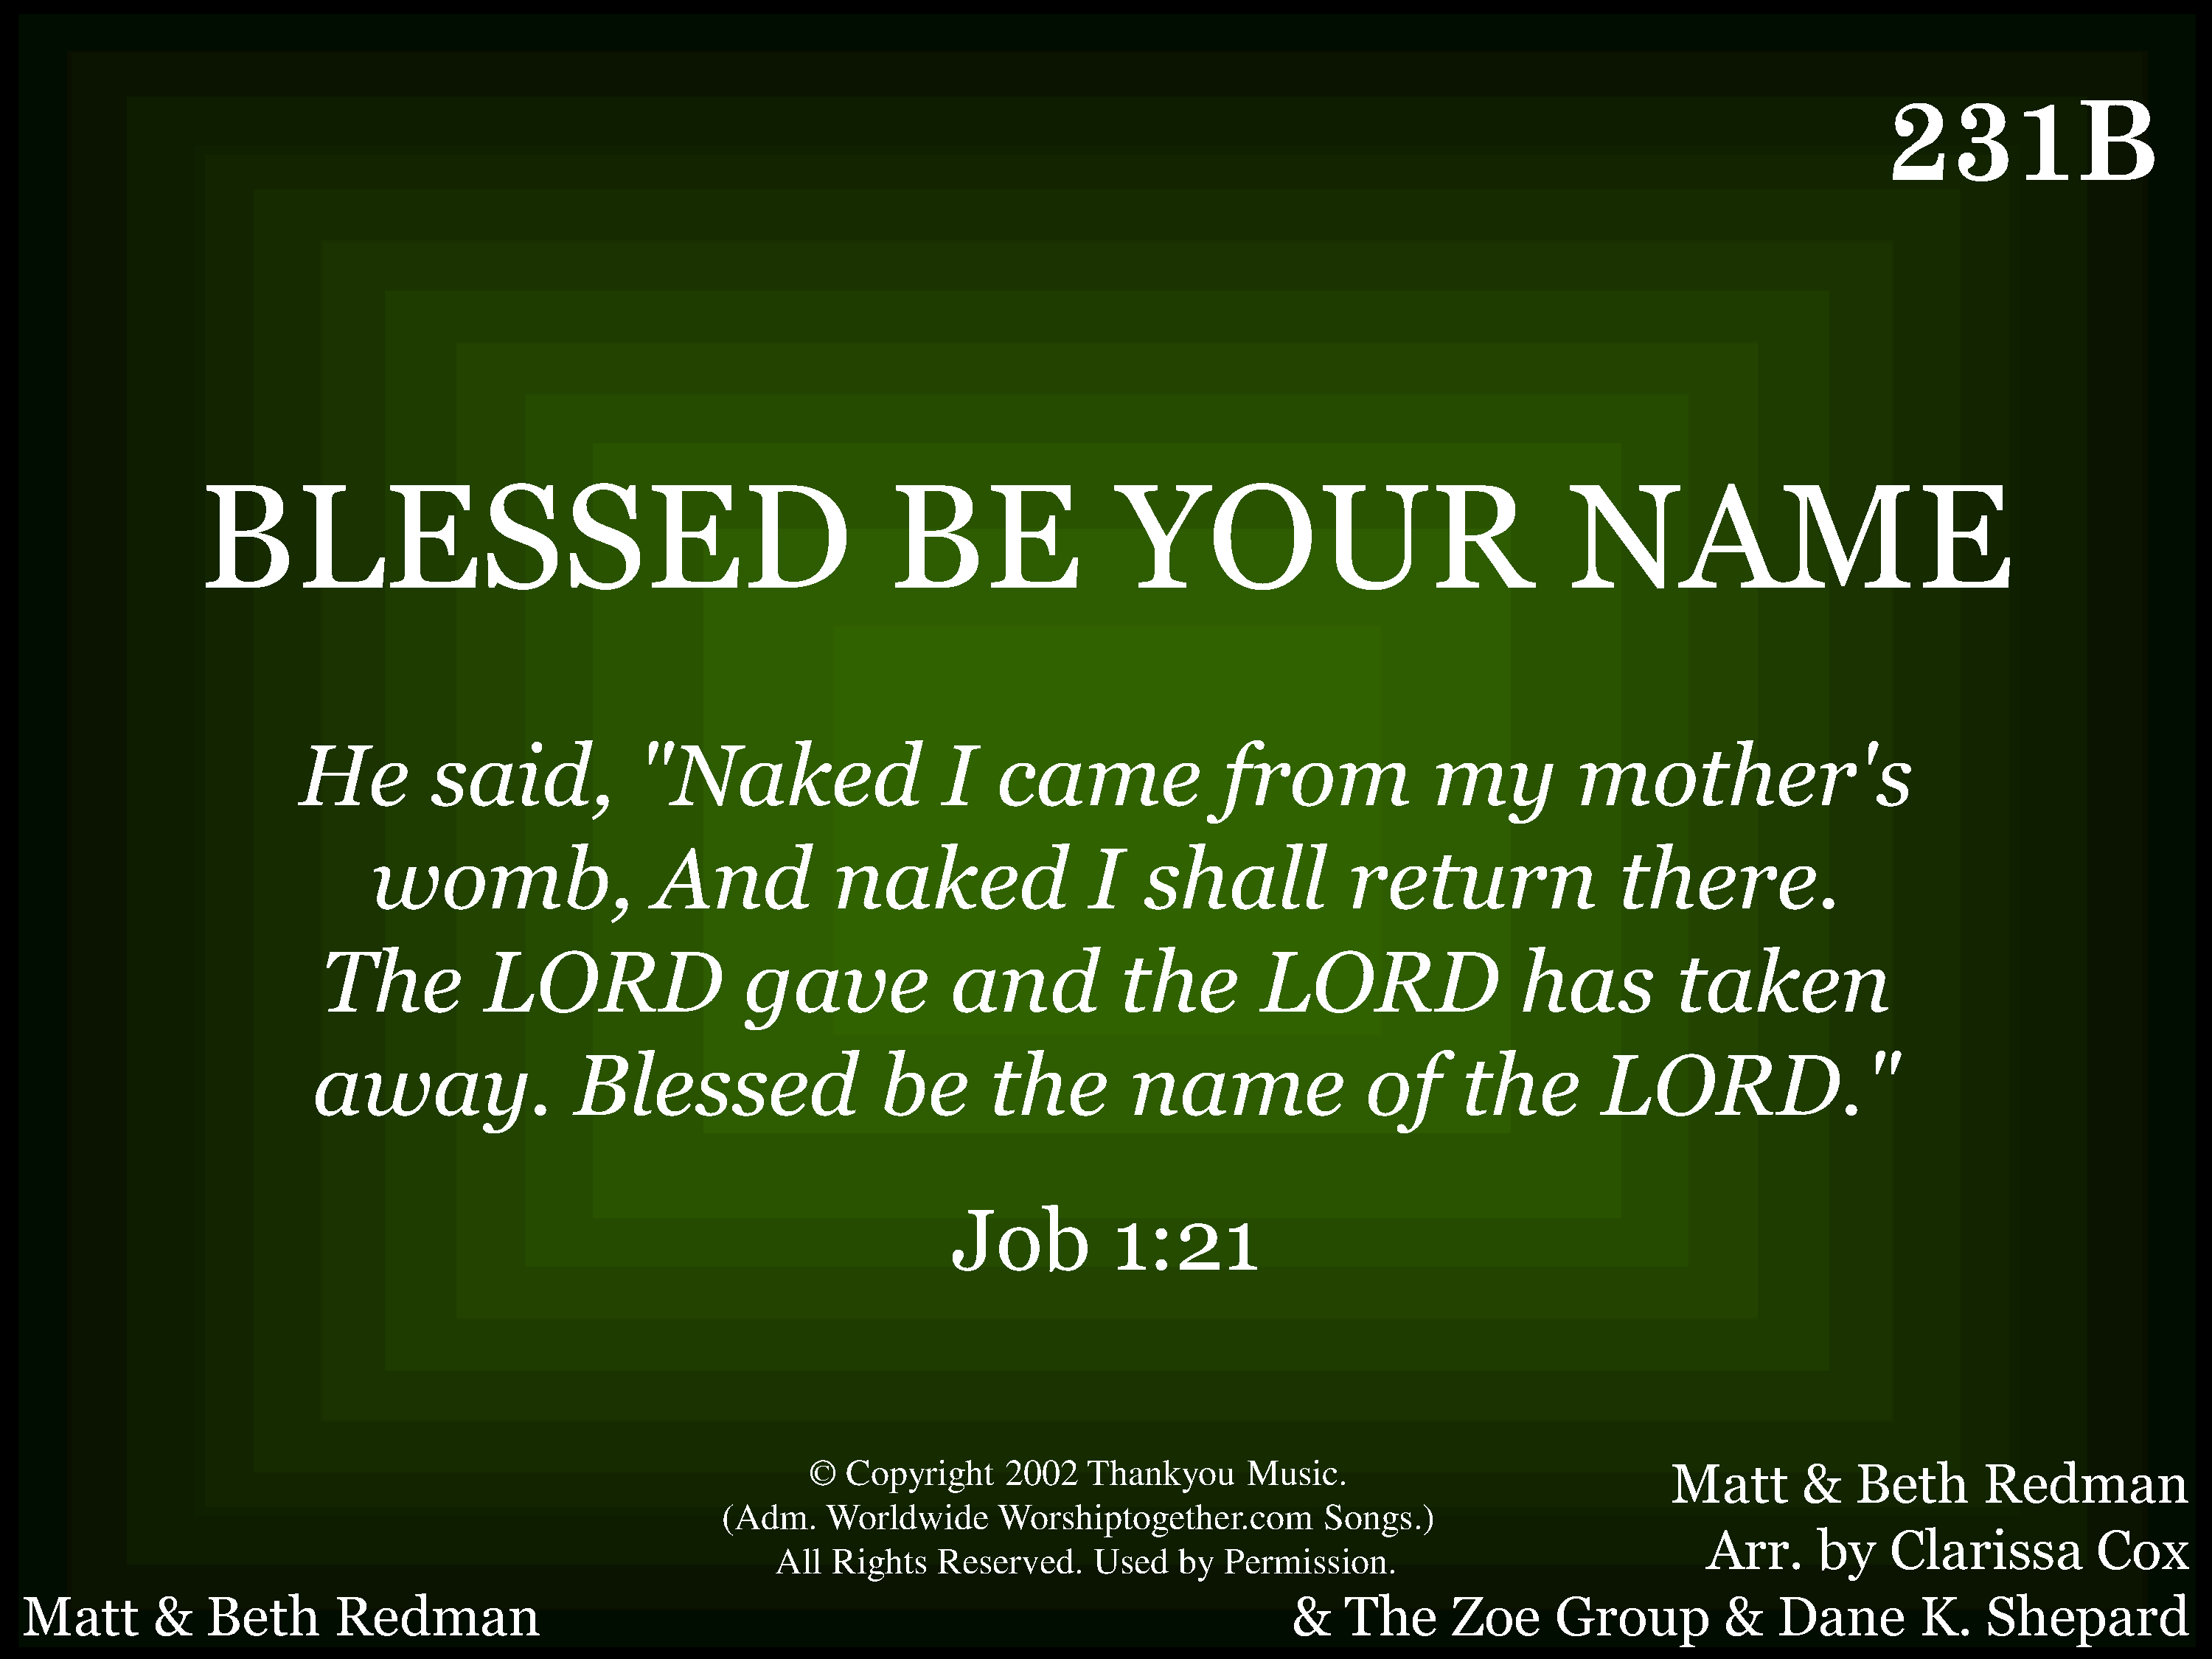 231B
BLESSED BE YOUR NAME
He said, "Naked I came from my mother's
womb, And naked I shall return there.
The LORD gave and the LORD has taken
away. Blessed be the name of the LORD."
Job 1:21
© Copyright 2002 Thankyou Music.
(Adm. Worldwide Worshiptogether.com Songs.)
All Rights Reserved. Used by Permission.
Matt & Beth Redman
Matt & Beth Redman
Arr. by Clarissa Cox
& The Zoe Group & Dane K. Shepard